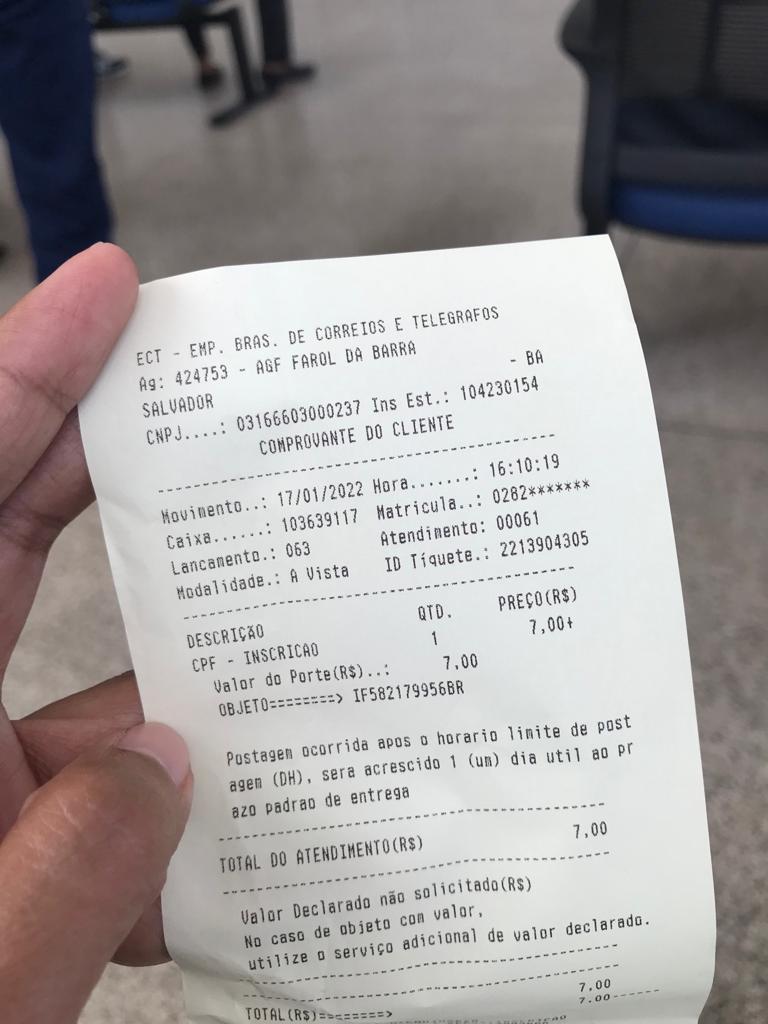 ECT - EMP. BRAS. DE CORREIOS E TELEGRAFOS
Ag: 424753 - AGF FAROL DA BARRA
SALVADOR - BA
CNPJ....: 03166603000237 Ins Est.: 104230154
COMPROVANTE DO CLIENTE
Movimento..: 17/01/2022 Hora.......: 16:10:19
Caixa......: 103639117 Matricula..: 0282*******
Lancamento.: 063 Atendimento: 00061
Modalidade.: A Vista ID Tíquete.: 2213904305
DESCRIÇÃO QTD. PREÇO(R$)
CPF - INSCRICAO 1 7,00+
Valor do Porte(R$)..: 7,00
OBJETO========> IF582179956BR
Postagem ocorrida apos o horario limite de post
agem (DH), sera acrescido 1 (um) dia util ao pr
azo padrao de entrega
TOTAL DO ATENDIMENTO(R$) 7,00
Valor Declarado não solicitado(R$)
No caso de objeto com valor,
utilize o serviço adicional de valor declarado.
7,00
TOTAL(R$)========> 7,00